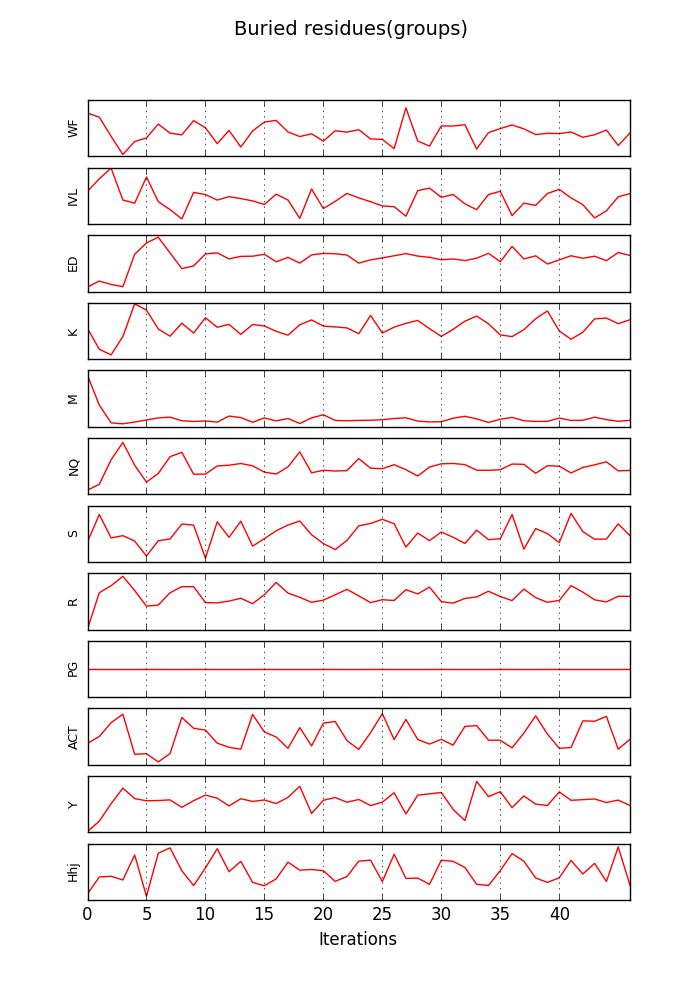 Buried residues(groups)
WF
IVL
ED
K
M
NQ
S
R
PG
ACT
Y
Hhj
0 5 10 15 20 25 30 35 40
Iterations